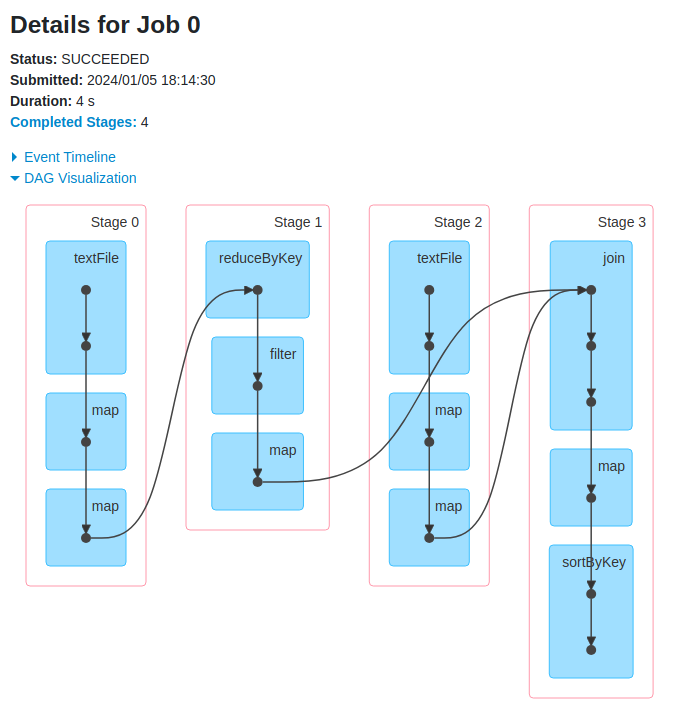 Details for Job 0
Status: SUCCEEDED
Submitted: 2024/01/05 18:14:30
Duration: 4 s
Completed Stages: 4
Event Timeline
DAG Visualization
Stage 0
textFile
map
map
Stage 1
reduceByKey
filter
map
Stage 2
textFile
map
map
Stage 3
join
map
sortByKey